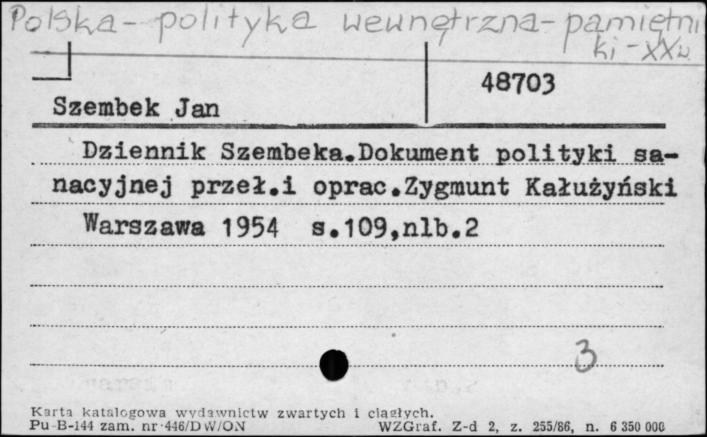 Polska - polityka wewnętrzna - pamiętni
ki - XXw.
48703
Szembek Jan
Dziennik Szembeka.Dokument polityki sa-
nacyjnej przeł.i oprac.Zygmunt Kałużyński
Warszawa 1954 s.109,nlb.2
3
Karta katalogowa wydawnictw zwartych i ciągłych.
Pu-B-144 zam. nr 446/DW/ON WZGraf. Z-d 2, z. 255/86, n. 6 350 000